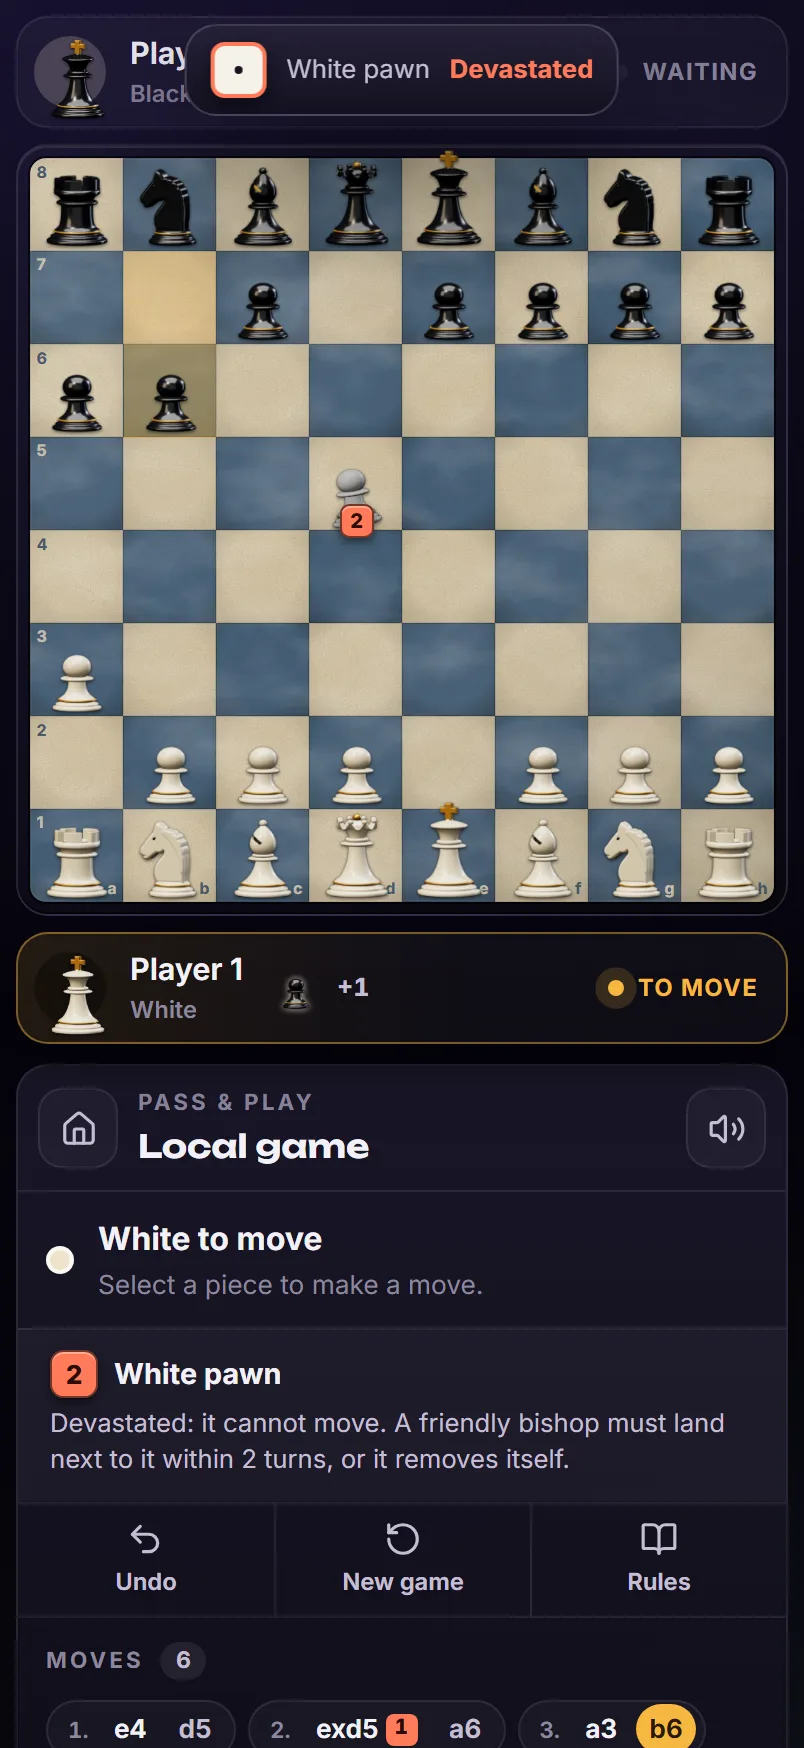 Play
Black
White pawn Devastated
WAITING
8
7
6
5
2
4
3
2
1
a b c d e f g h
Player 1
White
+1
TO MOVE
PASS & PLAY
Local game
White to move
Select a piece to make a move.
2 White pawn
Devastated: it cannot move. A friendly bishop must land
next to it within 2 turns, or it removes itself.
Undo New game Rules
MOVES 6
1. e4 d5 2. exd5 1 a6 3. a3 b6